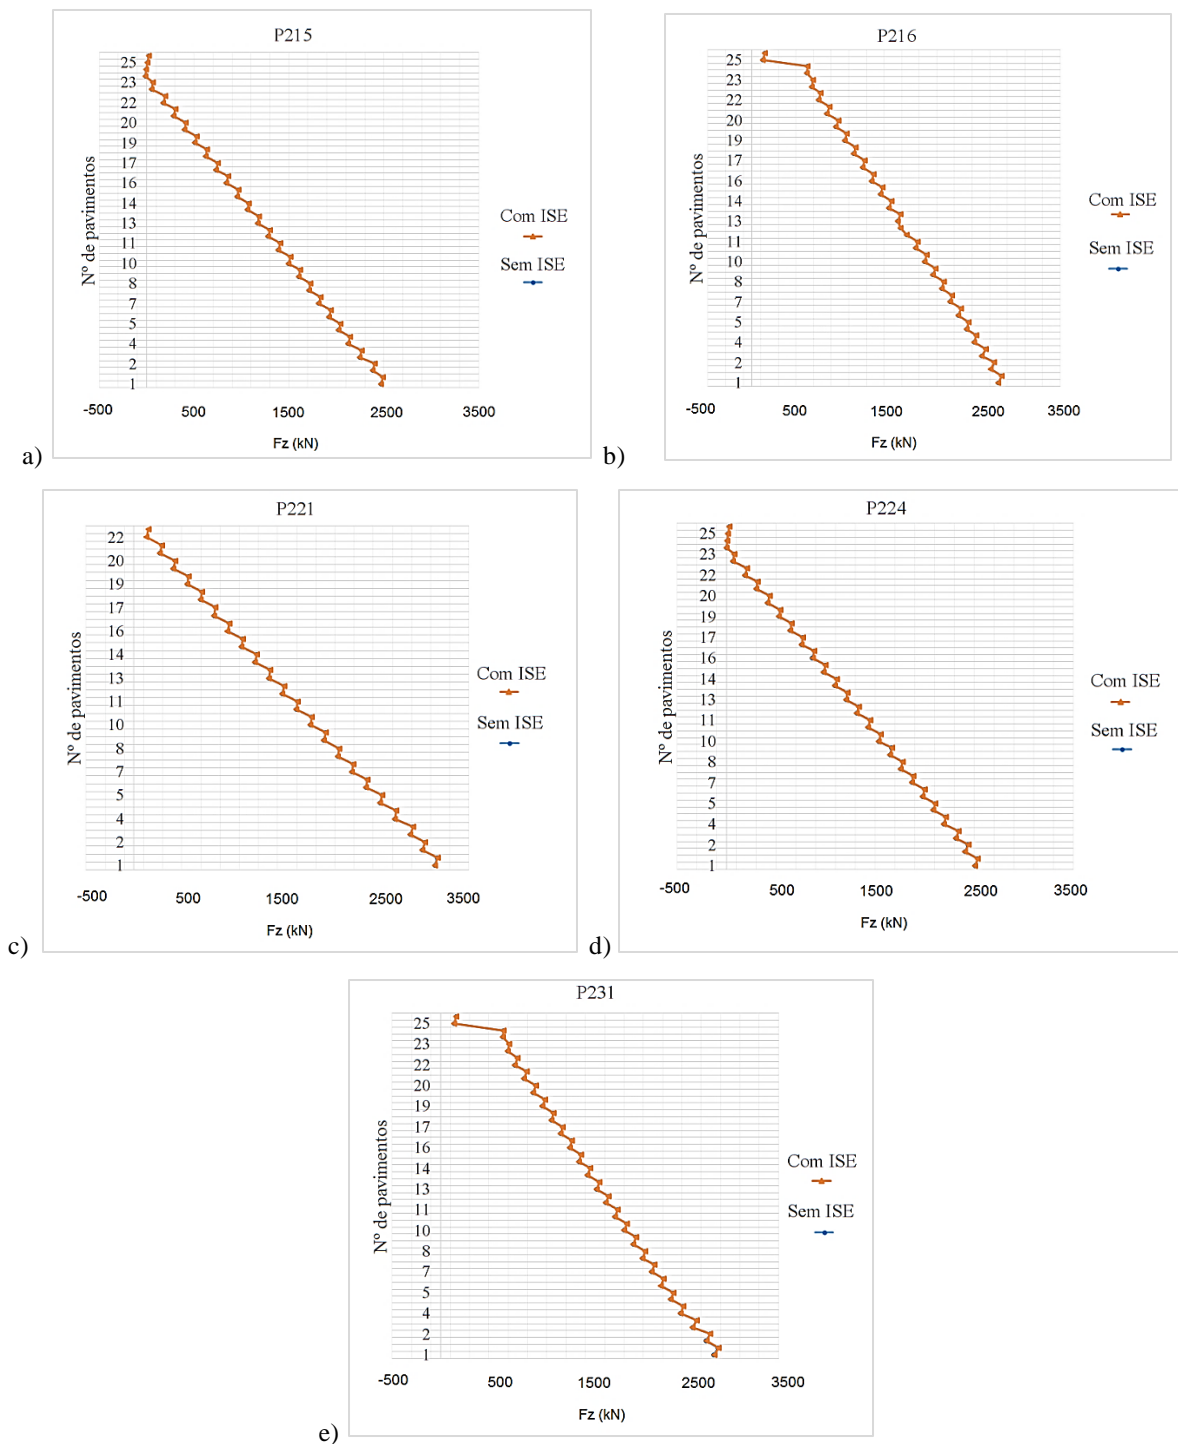 P215
25
23
22
20
19
17
16
14
13
11
10
8
7
5
4
2
1
Nº de pavimentos
-500 500 1500 2500 3500
Fz (kN)
Com ISE
Sem ISE
a)
P216
25
23
22
20
19
17
16
14
13
11
10
8
7
5
4
2
1
Nº de pavimentos
-500 500 1500 2500 3500
Fz (kN)
Com ISE
Sem ISE
b)
P221
22
20
19
17
16
14
13
11
10
8
7
5
4
2
1
Nº de pavimentos
-500 500 1500 2500 3500
Fz (kN)
Com ISE
Sem ISE
c)
P224
25
23
22
20
19
17
16
14
13
11
10
8
7
5
4
2
1
Nº de pavimentos
-500 500 1500 2500 3500
Fz (kN)
Com ISE
Sem ISE
d)
P231
25
23
22
20
19
17
16
14
13
11
10
8
7
5
4
2
1
Nº de pavimentos
-500 500 1500 2500 3500
Fz (kN)
Com ISE
Sem ISE
e)